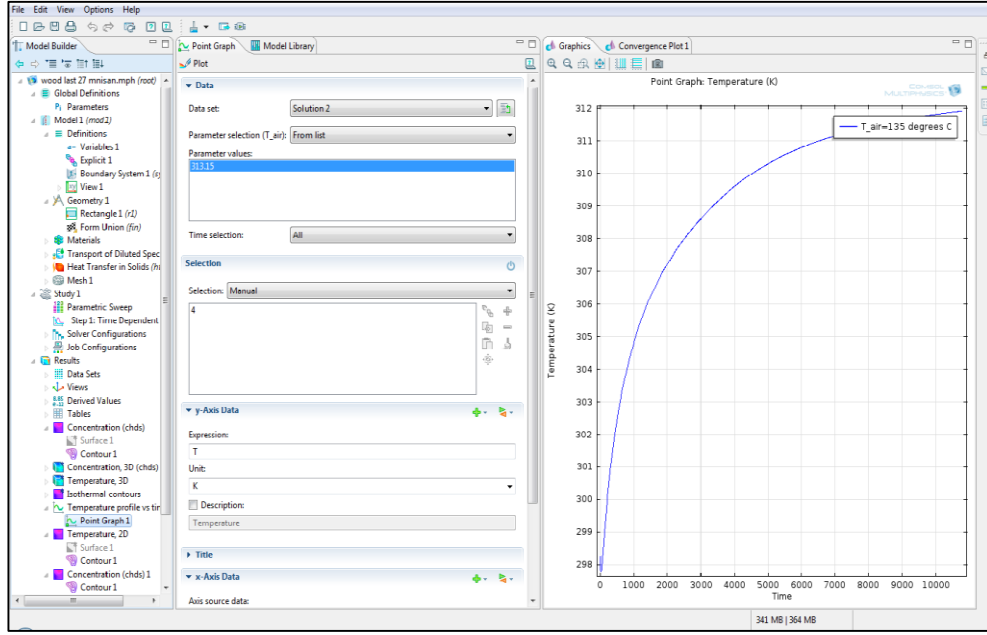 File Edit View Options Help
Model Builder
wood last 27 mnisan.mph (root)
Global Definitions
Pi Parameters
Model 1 (mod1)
Definitions
a= Variables 1
Explicit 1
Boundary System 1 (sy
View 1
Geometry 1
Rectangle 1 (r1)
Form Union (fin)
Materials
Transport of Diluted Spec
Heat Transfer in Solids (ht
Mesh 1
Study 1
Parametric Sweep
Step 1: Time Dependent
Solver Configurations
Job Configurations
Results
Data Sets
Views
Derived Values
Tables
Concentration (chds)
Surface 1
Contour 1
Concentration, 3D (chds)
Temperature, 3D
Isothermal contours
Temperature profile vs tir
Point Graph 1
Temperature, 2D
Surface 1
Contour 1
Concentration (chds) 1
Contour 1
Point Graph Model Library
Plot
Data
Data set: Solution 2
Parameter selection (T_air): From list
Parameter values:
313.15
Time selection: All
Selection
Selection: Manual
4
y-Axis Data
Expression:
T
Unit:
K
Description:
Temperature
Title
x-Axis Data
Axis source data:
Graphics Convergence Plot 1
Point Graph: Temperature (K)
COMSOL
MULTIPHYSICS
T_air=135 degrees C
312
311
310
309
308
307
306
305
304
303
302
301
300
299
298
Temperature (K)
0 1000 2000 3000 4000 5000 6000 7000 8000 9000 10000
Time
341 MB | 364 MB